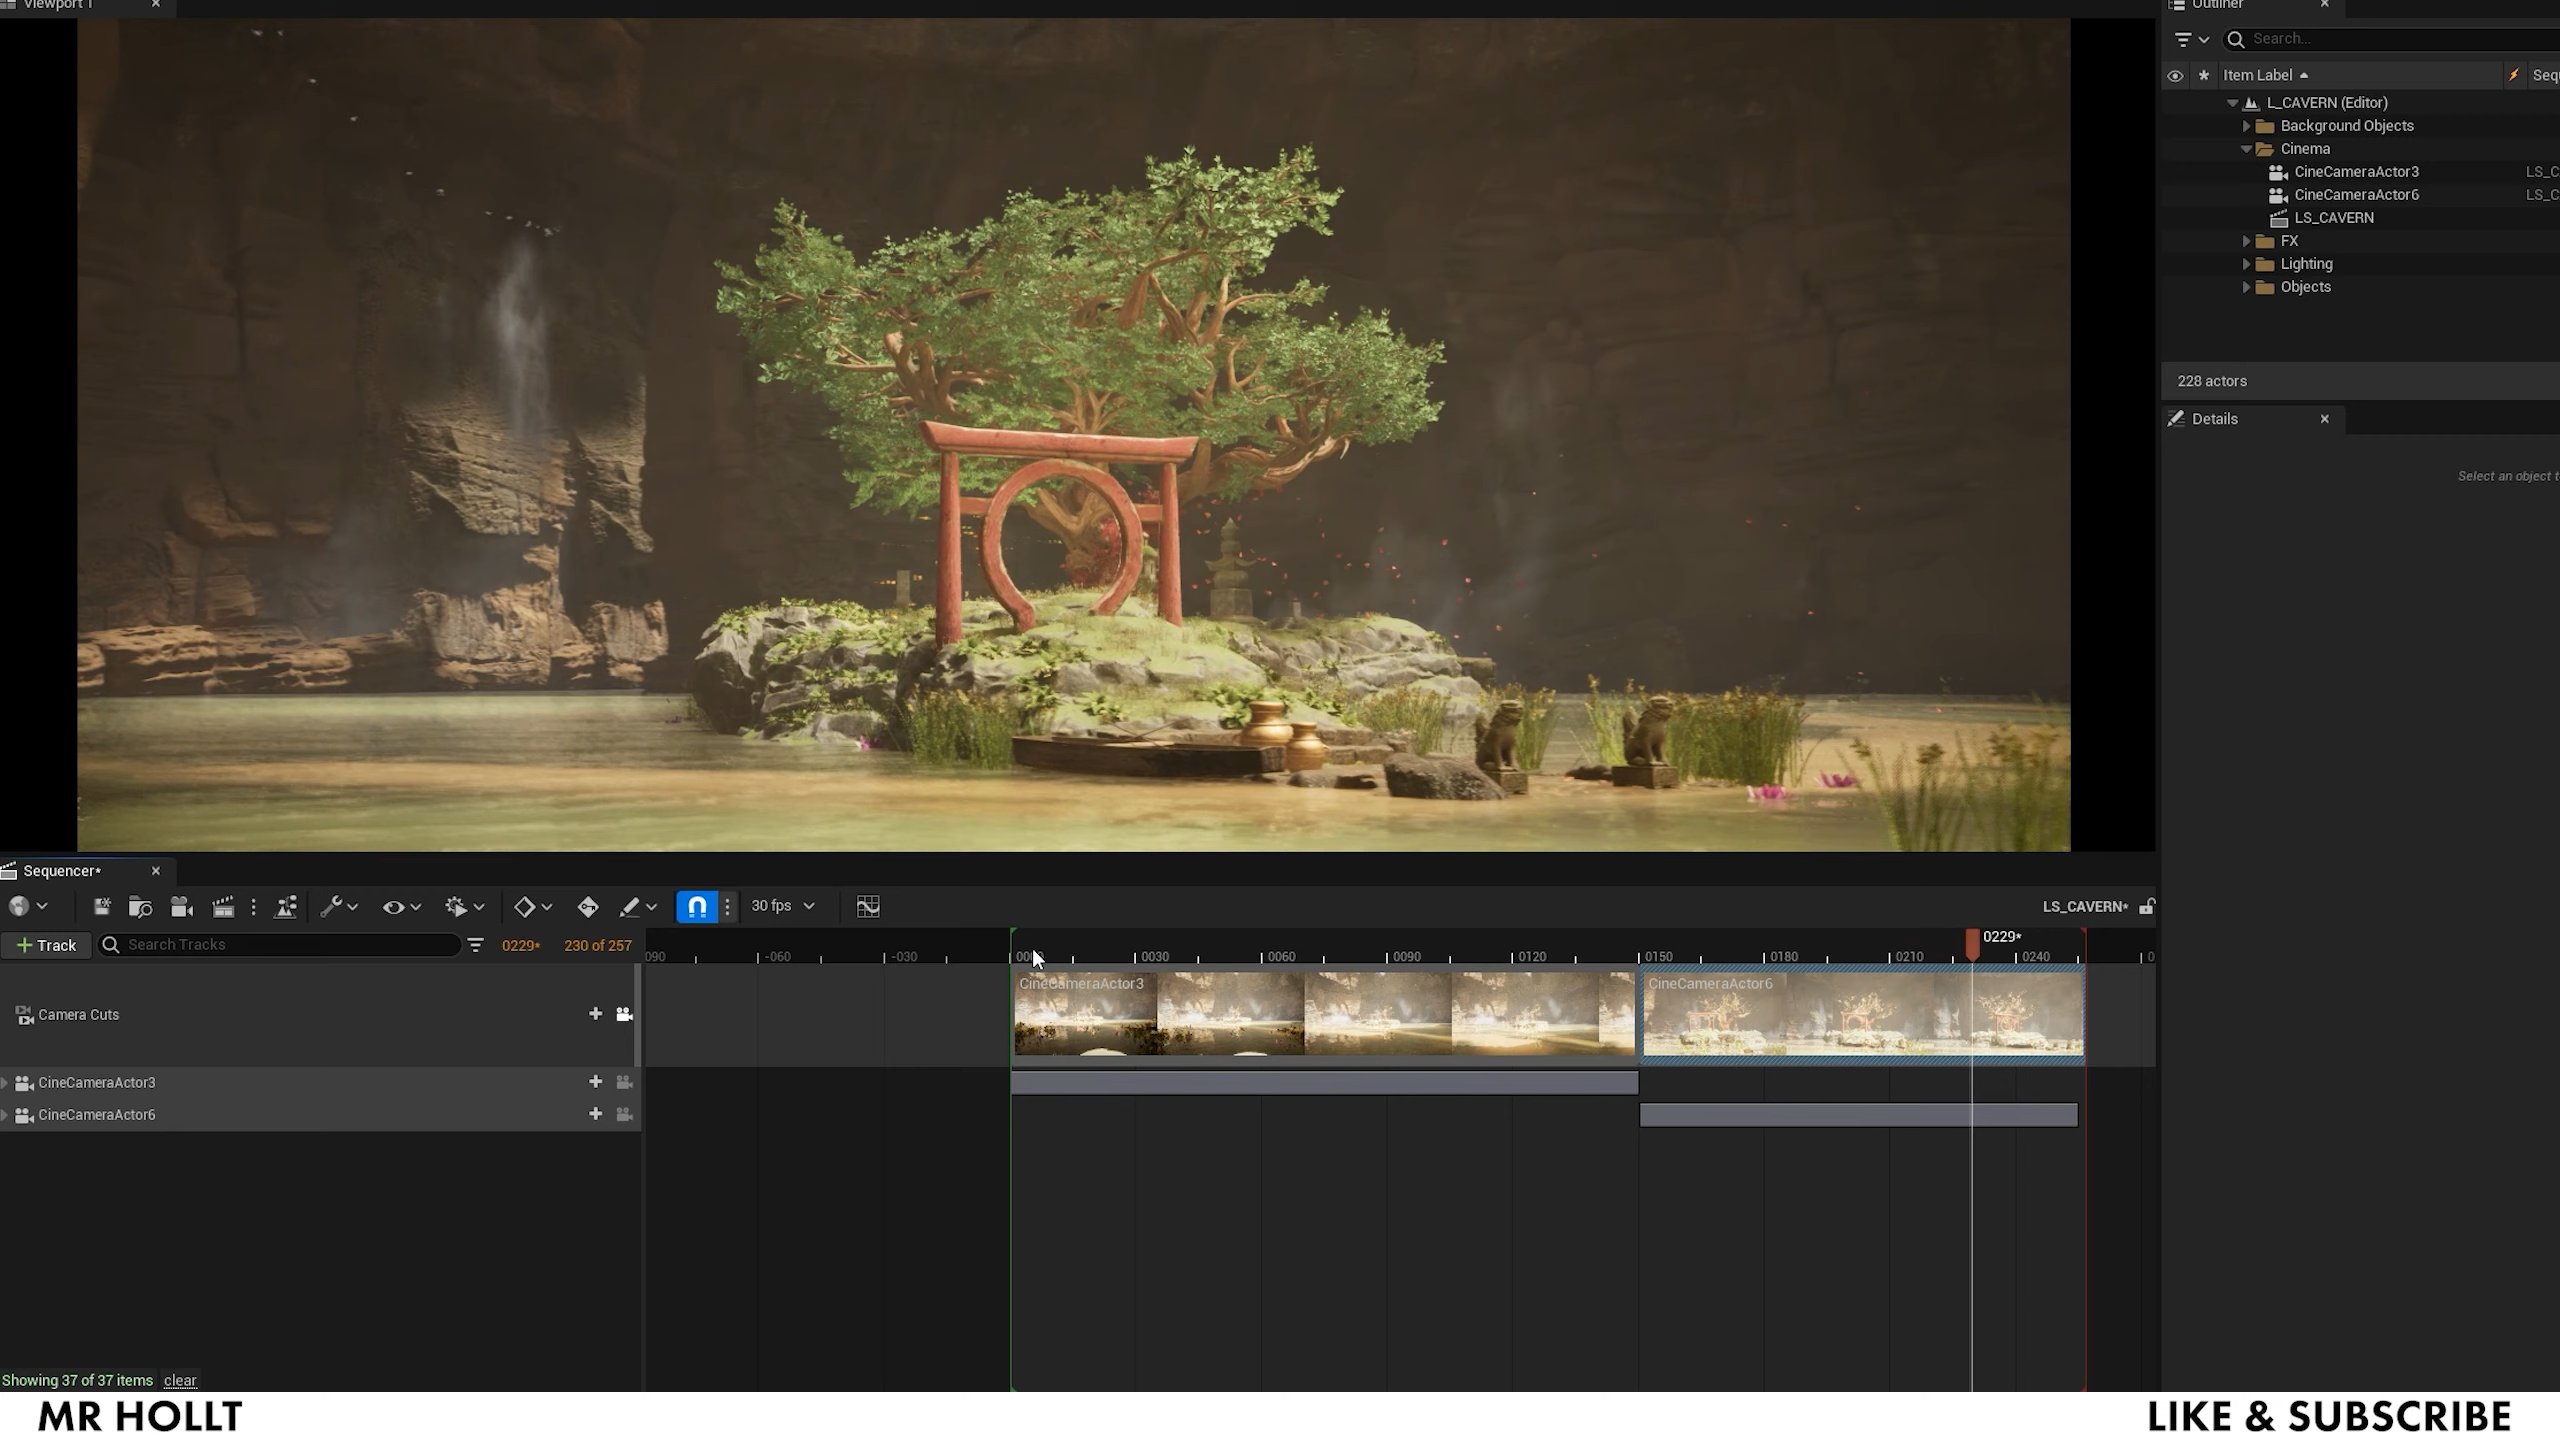 Viewport 1
Outliner
Search...
Item Label
Seq
L_CAVERN (Editor)
Background Objects
Cinema
CineCameraActor3
LS_C
CineCameraActor6
LS_C
LS_CAVERN
FX
Lighting
Objects
228 actors
Details
Select an object t
Sequencer*
30 fps
LS_CAVERN*
Track
Search Tracks
0229*
230 of 257
090
-060
-030
0030
0060
0090
0120
0150
0180
0210
0240
0229*
Camera Cuts
CineCameraActor3
CineCameraActor6
CineCameraActor3
CineCameraActor6
Showing 37 of 37 items
clear
MR HOLLT
LIKE & SUBSCRIBE